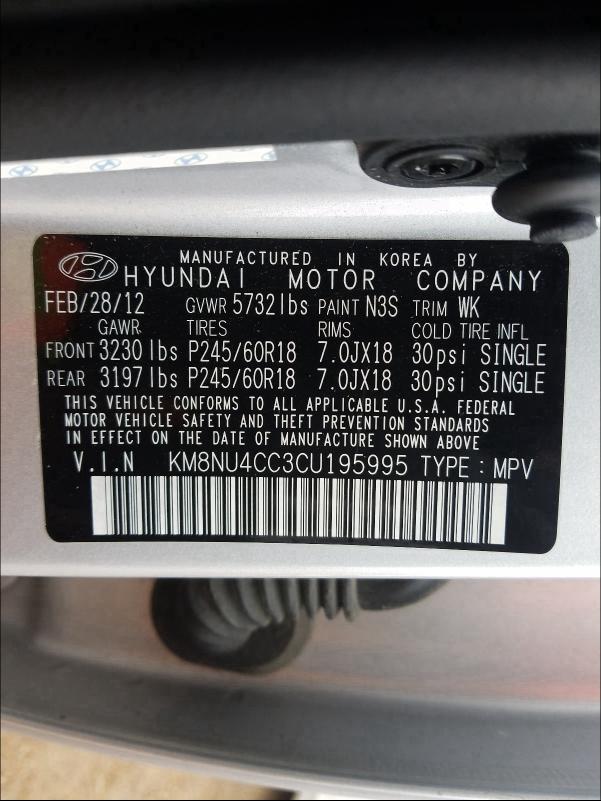 MANUFACTURED IN KOREA BY
HYUNDAI MOTOR COMPANY
FEB/28/12 GVWR 5732lbs PAINT N3S TRIM WK
GAWR TIRES RIMS COLD TIRE INFL
FRONT 3230 lbs P245/60R18 7.0JX18 30psi SINGLE
REAR 3197 lbs P245/60R18 7.0JX18 30psi SINGLE
THIS VEHICLE CONFORMS TO ALL APPLICABLE U.S.A. FEDERAL
MOTOR VEHICLE SAFETY AND THEFT PREVENTION STANDARDS
IN EFFECT ON THE DATE OF MANUFACTURE SHOWN ABOVE
V.I.N KM8NU4CC3CU195995 TYPE : MPV